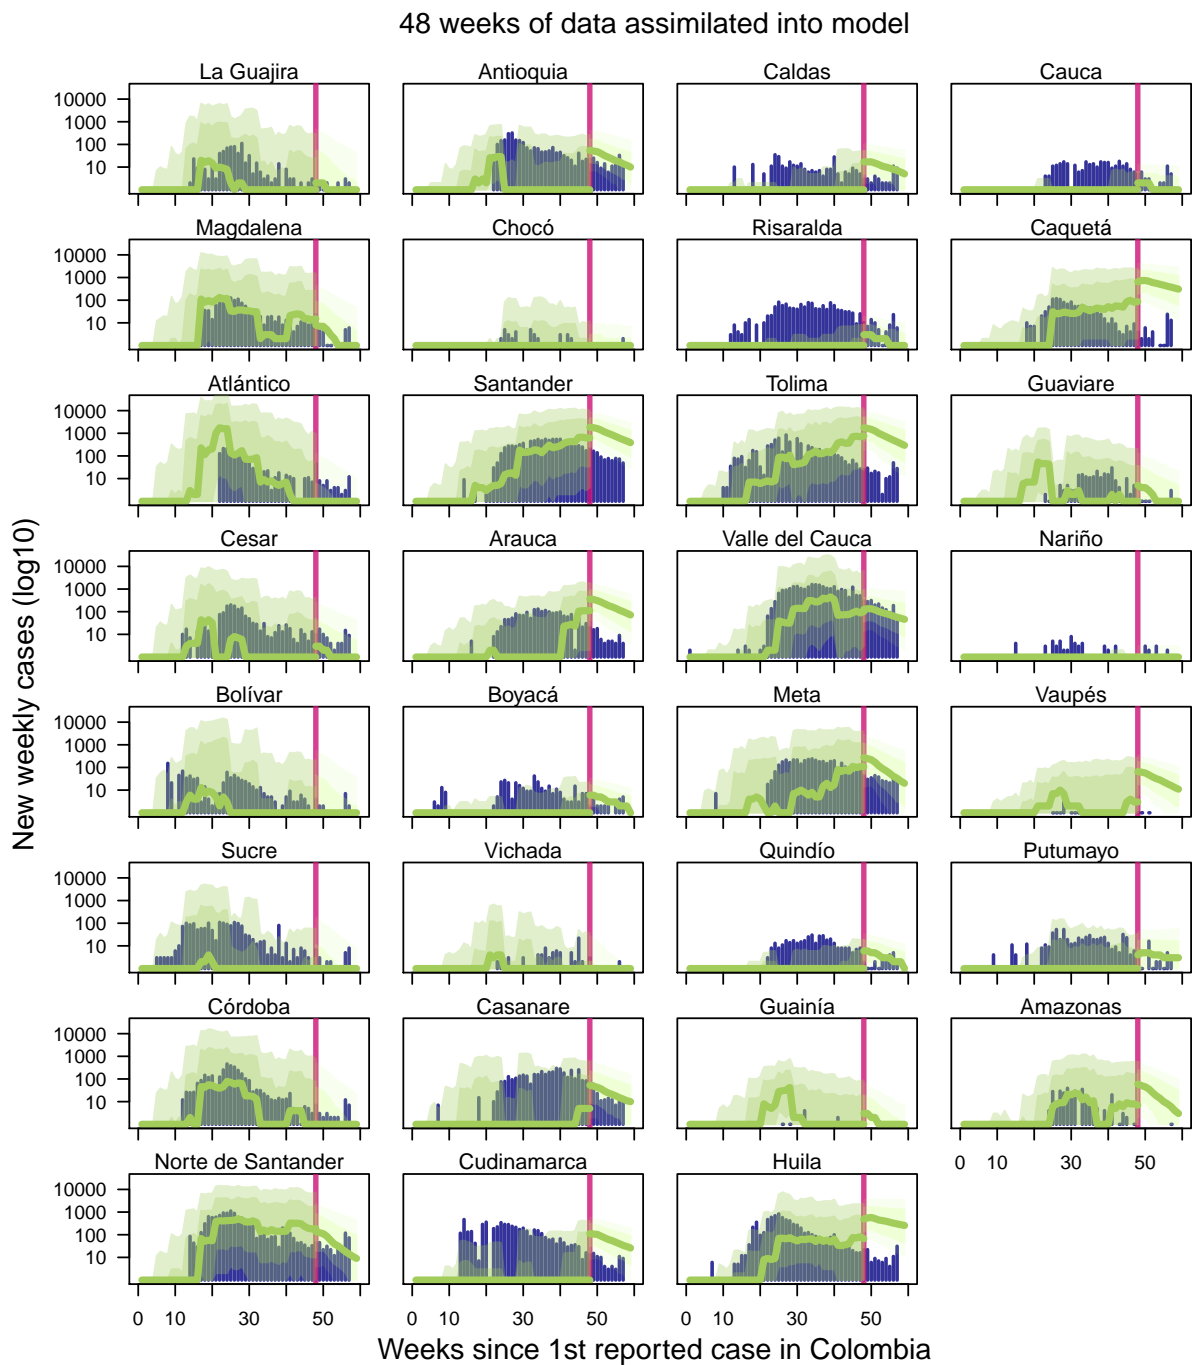 48 weeks of data assimilated into model
La Guajira Antioquia Caldas Cauca
10000
1000
100
10
Magdalena Chocó Risaralda Caquetá
10000
1000
100
10
Atlántico Santander Tolima Guaviare
10000
1000
100
10
Cesar Arauca Valle del Cauca Nariño
10000
1000
100
10
Bolívar Boyacá Meta Vaupés
10000
1000
100
10
Sucre Vichada Quindío Putumayo
10000
1000
100
10
Córdoba Casanare Guainía Amazonas
10000
1000
100
10
0 10 30 50
Norte de Santander Cudinamarca Huila
10000
1000
100
10
0 10 30 50 0 10 30 50 0 10 30 50
New weekly cases (log10)
Weeks since 1st reported case in Colombia